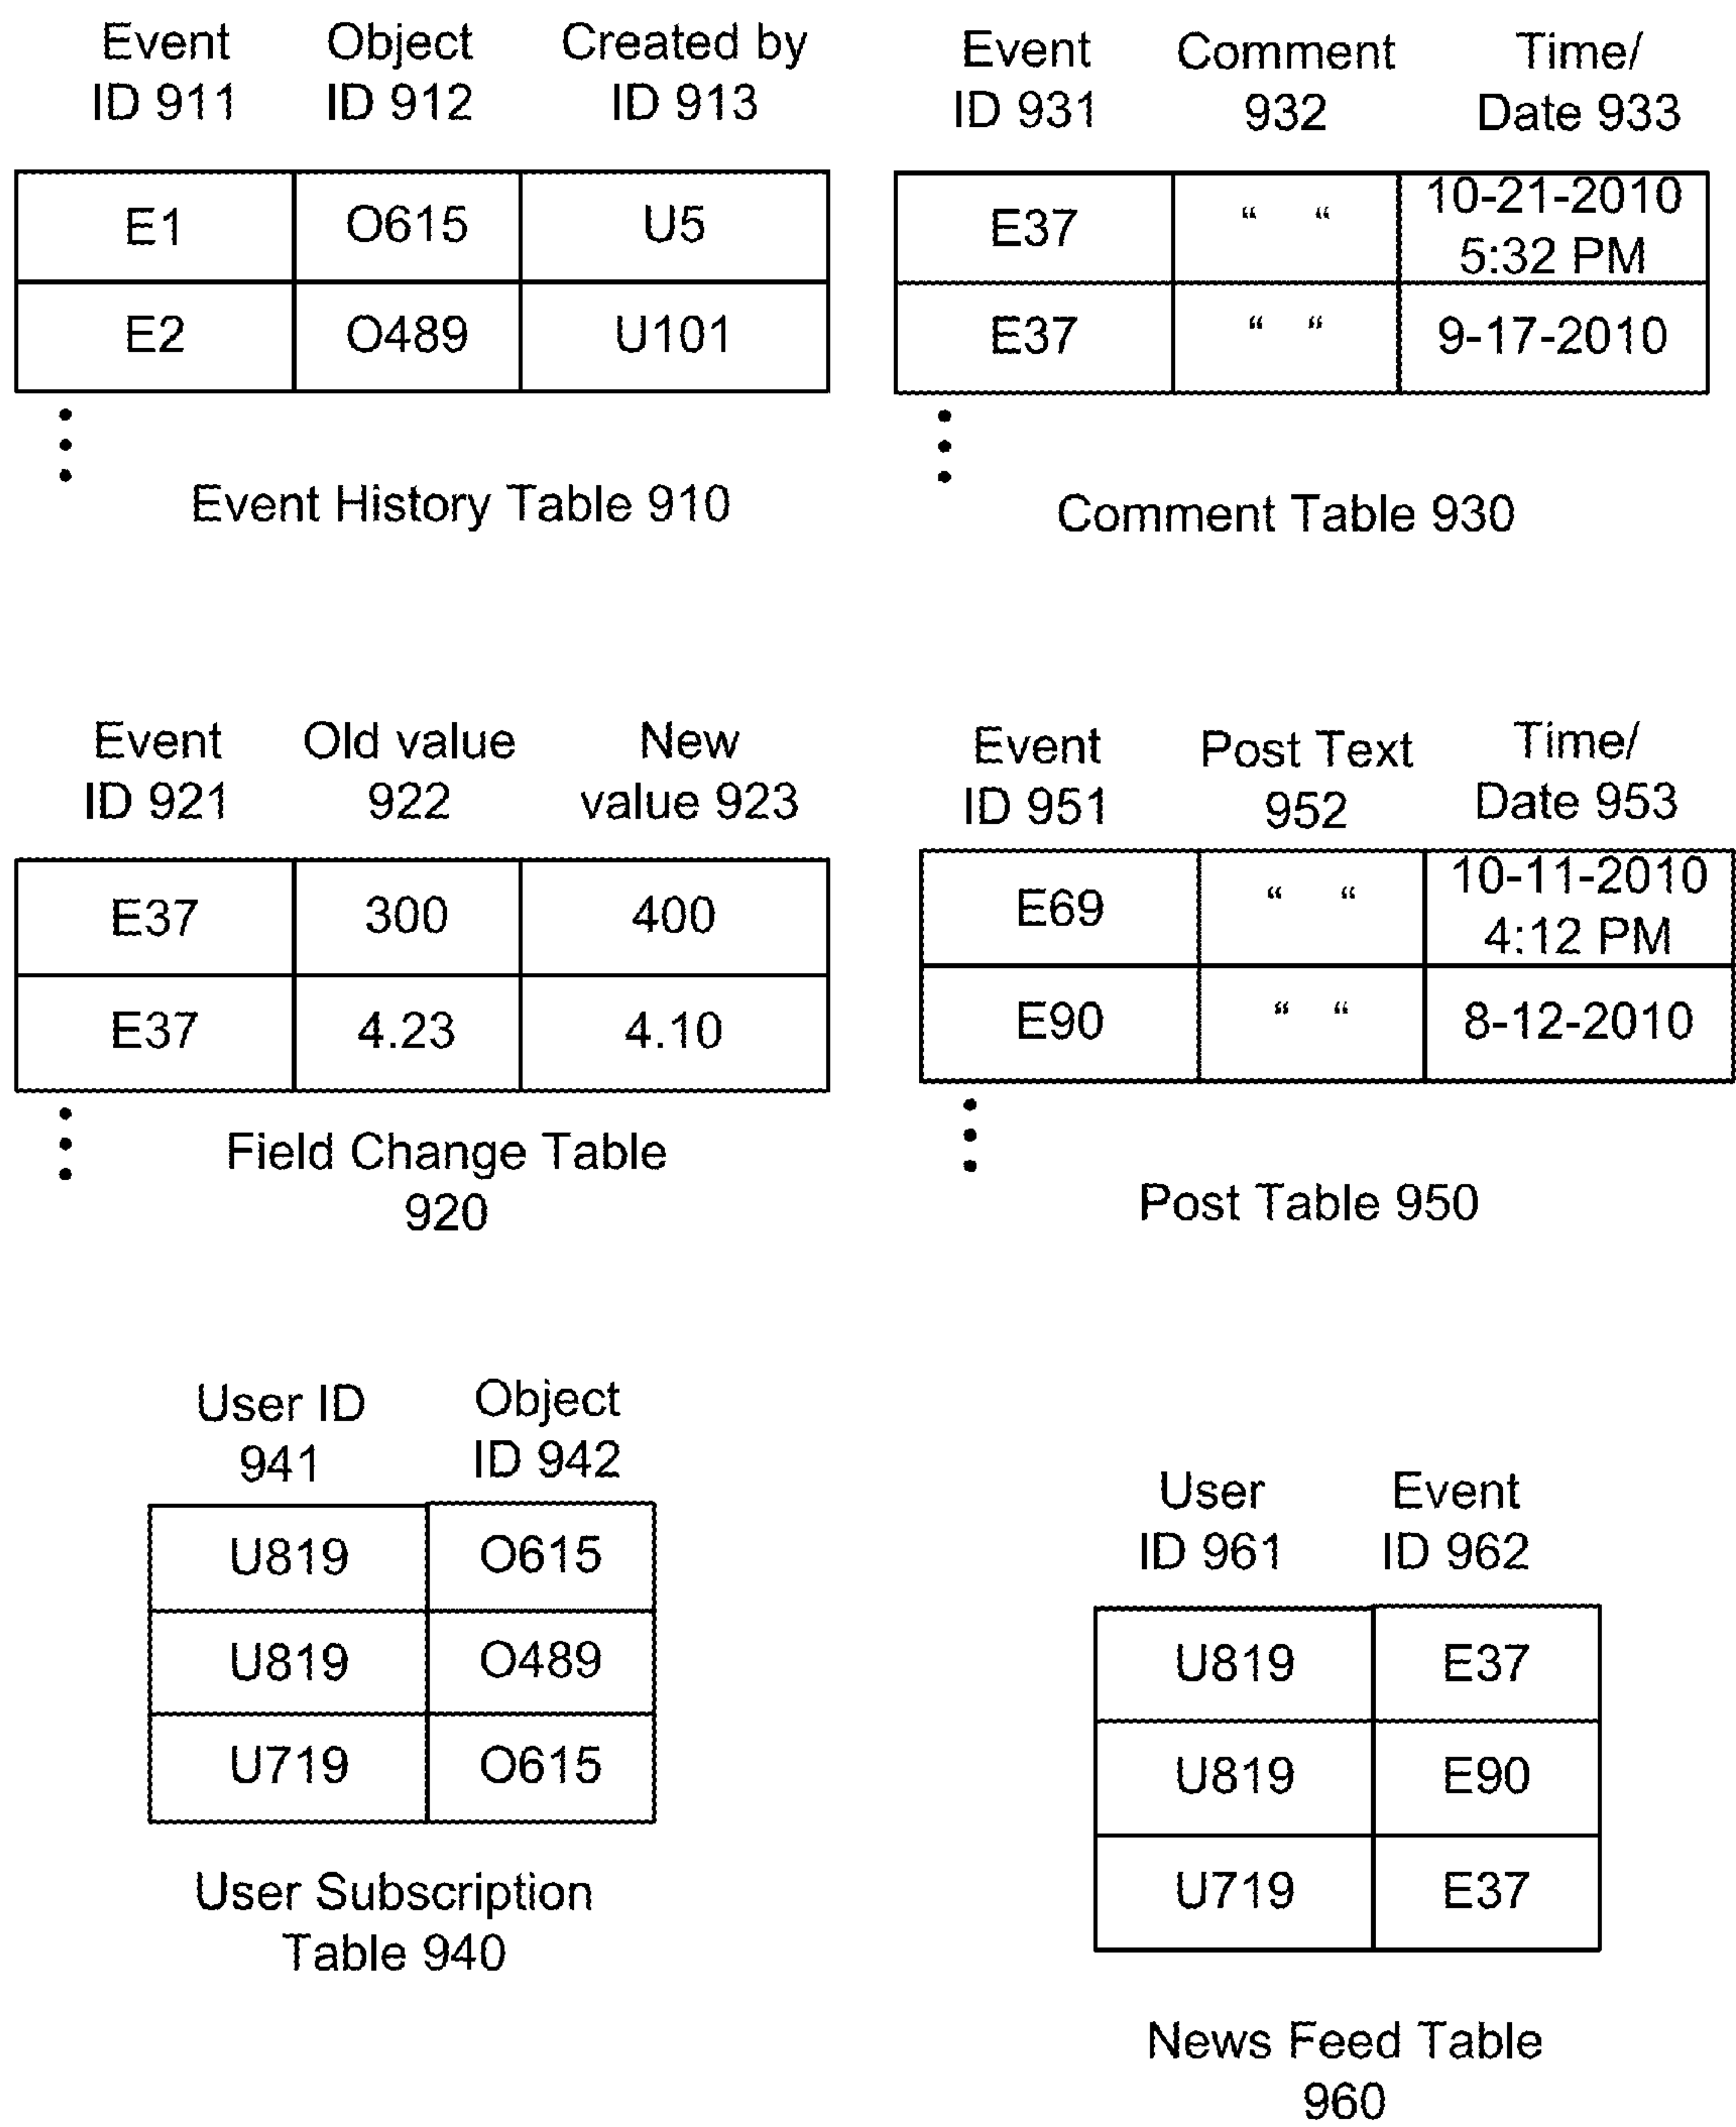 Event Object Created by
ID 911 ID 912 ID 913
E1 O615 U5
E2 O489 U101
Event History Table 910
Event Comment Time/
ID 931 932 Date 933
E37 “ “ 10-21-2010
5:32 PM
E37 “ “ 9-17-2010
Comment Table 930
Event Old value New
ID 921 922 value 923
E37 300 400
E37 4.23 4.10
Field Change Table
920
Event Post Text Time/
ID 951 952 Date 953
E69 “ “ 10-11-2010
4:12 PM
E90 “ “ 8-12-2010
Post Table 950
User ID Object
941 ID 942
U819 O615
U819 O489
U719 O615
User Subscription
Table 940
User Event
ID 961 ID 962
U819 E37
U819 E90
U719 E37
News Feed Table
960